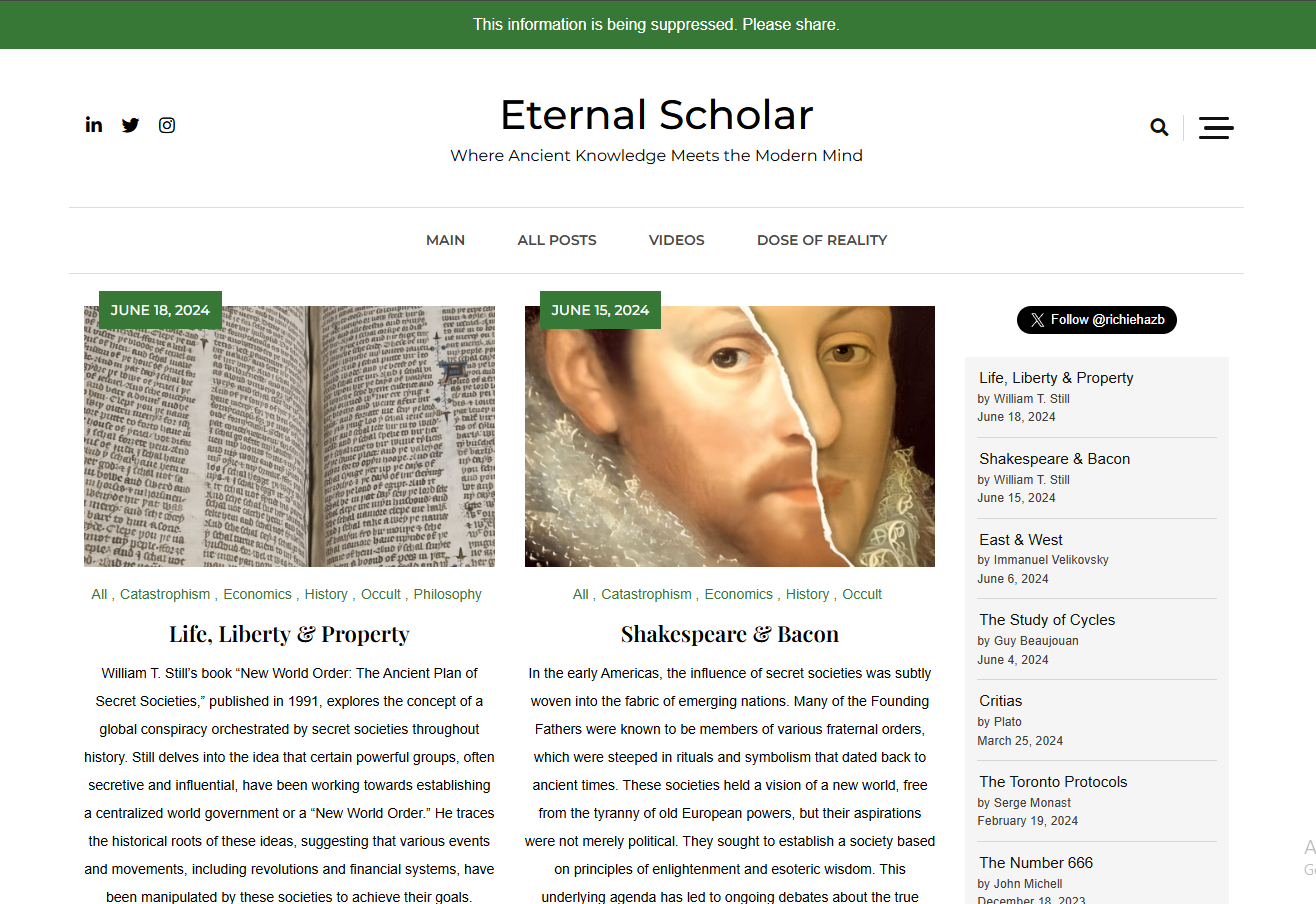 This information is being suppressed. Please share.
Eternal Scholar
Where Ancient Knowledge Meets the Modern Mind
MAIN
ALL POSTS
VIDEOS
DOSE OF REALITY
JUNE 18, 2024
All , Catastrophism , Economics , History , Occult , Philosophy
Life, Liberty & Property
William T. Still’s book “New World Order: The Ancient Plan of
Secret Societies,” published in 1991, explores the concept of a
global conspiracy orchestrated by secret societies throughout
history. Still delves into the idea that certain powerful groups, often
secretive and influential, have been working towards establishing
a centralized world government or a “New World Order.” He traces
the historical roots of these ideas, suggesting that various events
and movements, including revolutions and financial systems, have
been manipulated by these societies to achieve their goals.
JUNE 15, 2024
All , Catastrophism , Economics , History , Occult
Shakespeare & Bacon
In the early Americas, the influence of secret societies was subtly
woven into the fabric of emerging nations. Many of the Founding
Fathers were known to be members of various fraternal orders,
which were steeped in rituals and symbolism that dated back to
ancient times. These societies held a vision of a new world, free
from the tyranny of old European powers, but their aspirations
were not merely political. They sought to establish a society based
on principles of enlightenment and esoteric wisdom. This
underlying agenda has led to ongoing debates about the true
Follow @richiehazb
Life, Liberty & Property
by William T. Still
June 18, 2024
Shakespeare & Bacon
by William T. Still
June 15, 2024
East & West
by Immanuel Velikovsky
June 6, 2024
The Study of Cycles
by Guy Beaujouan
June 4, 2024
Critias
by Plato
March 25, 2024
The Toronto Protocols
by Serge Monast
February 19, 2024
The Number 666
by John Michell
December 18, 2023